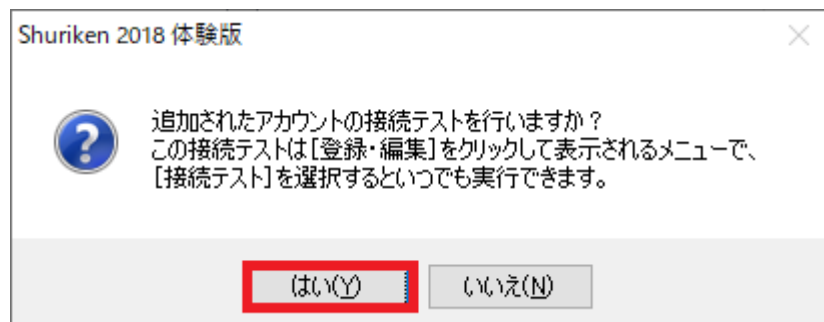 Shuriken 2018 体験版
追加されたアカウントの接続テストを行いますか？
この接続テストは[登録・編集]をクリックして表示されるメニューで、
[接続テスト]を選択するといつでも実行できます。
はい(Y) いいえ(N)